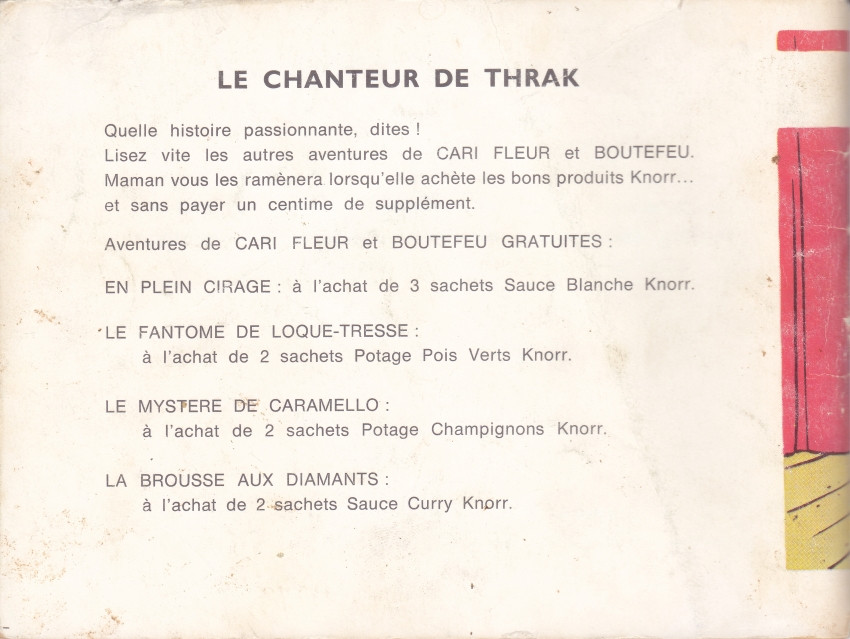 LE CHANTEUR DE THRAK
Quelle histoire passionnante, dites !
Lisez vite les autres aventures de CARI FLEUR et BOUTEFEU.
Maman vous les ramènera lorsqu'elle achète les bons produits Knorr...
et sans payer un centime de supplément.
Aventures de CARI FLEUR et BOUTEFEU GRATUITES :
EN PLEIN CIRAGE : à l'achat de 3 sachets Sauce Blanche Knorr.
LE FANTOME DE LOQUE-TRESSE :
à l'achat de 2 sachets Potage Pois Verts Knorr.
LE MYSTERE DE CARAMELLO :
à l'achat de 2 sachets Potage Champignons Knorr.
LA BROUSSE AUX DIAMANTS :
à l'achat de 2 sachets Sauce Curry Knorr.